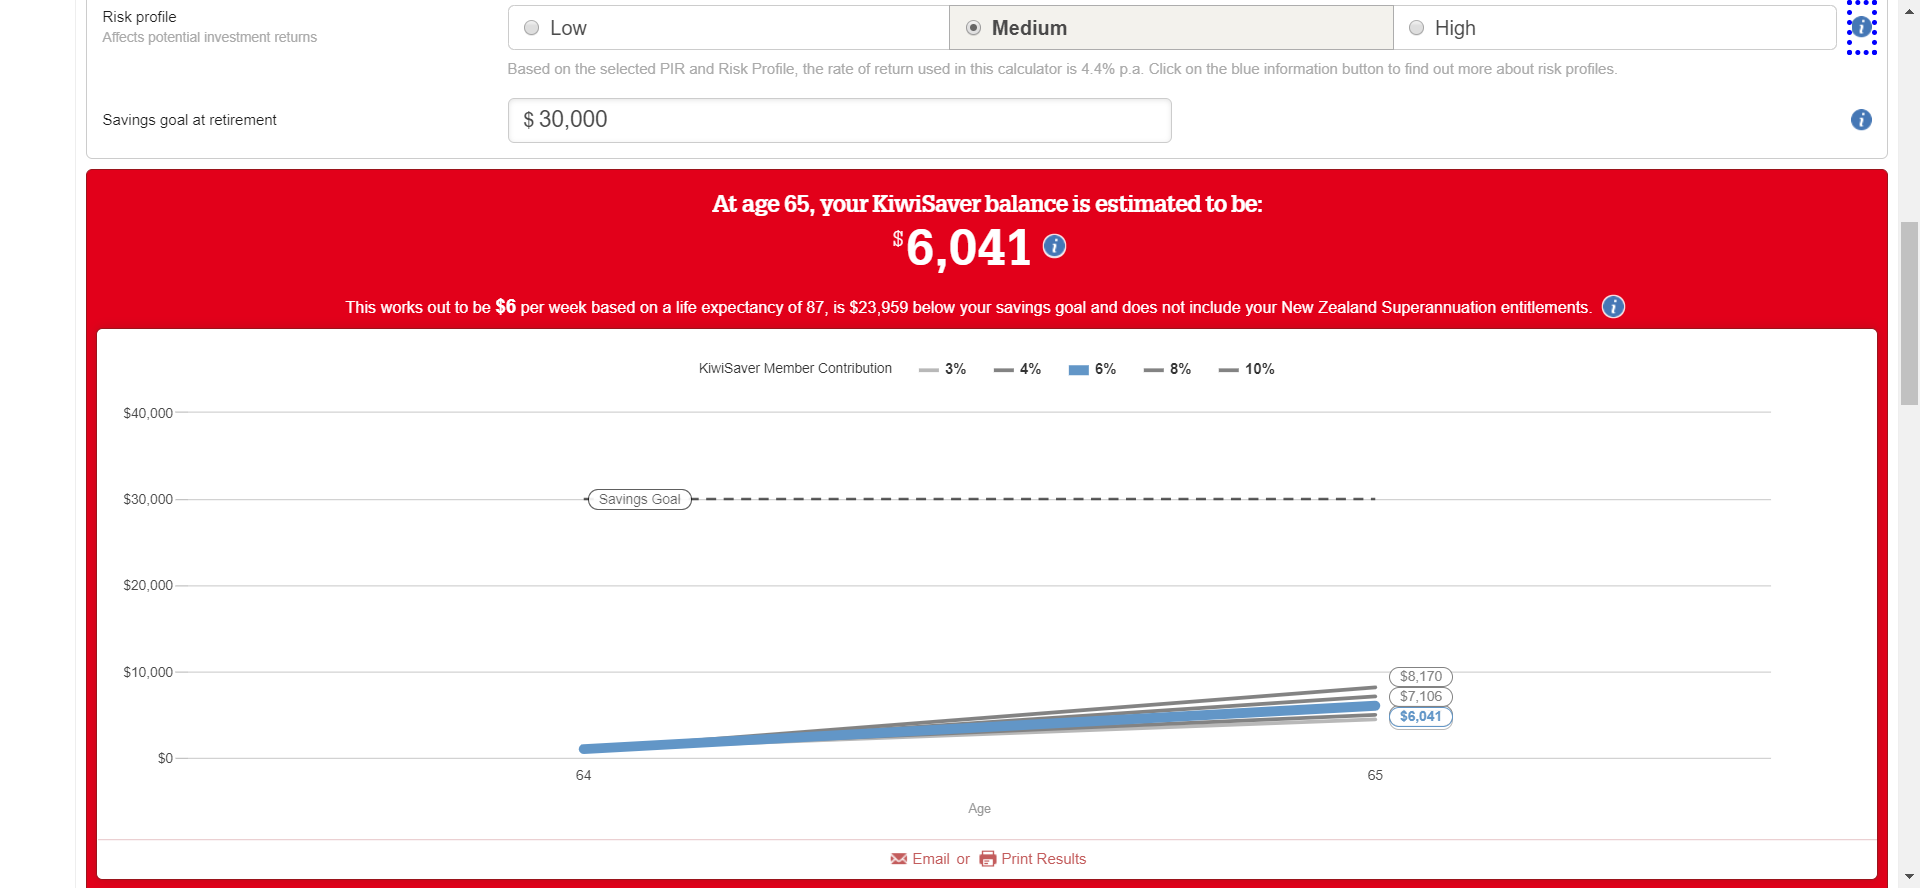 Risk profile
Affects potential investment returns
Low
Medium
High
Based on the selected PIR and Risk Profile, the rate of return used in this calculator is 4.4% p.a. Click on the blue information button to find out more about risk profiles.
Savings goal at retirement
$ 30,000
At age 65, your KiwiSaver balance is estimated to be:
$6,041
This works out to be $6 per week based on a life expectancy of 87, is $23,959 below your savings goal and does not include your New Zealand Superannuation entitlements.
KiwiSaver Member Contribution 3% 4% 6% 8% 10%
$40,000
$30,000
Savings Goal
$20,000
$10,000
$8,170
$7,106
$6,041
$0
64 65
Age
Email or Print Results